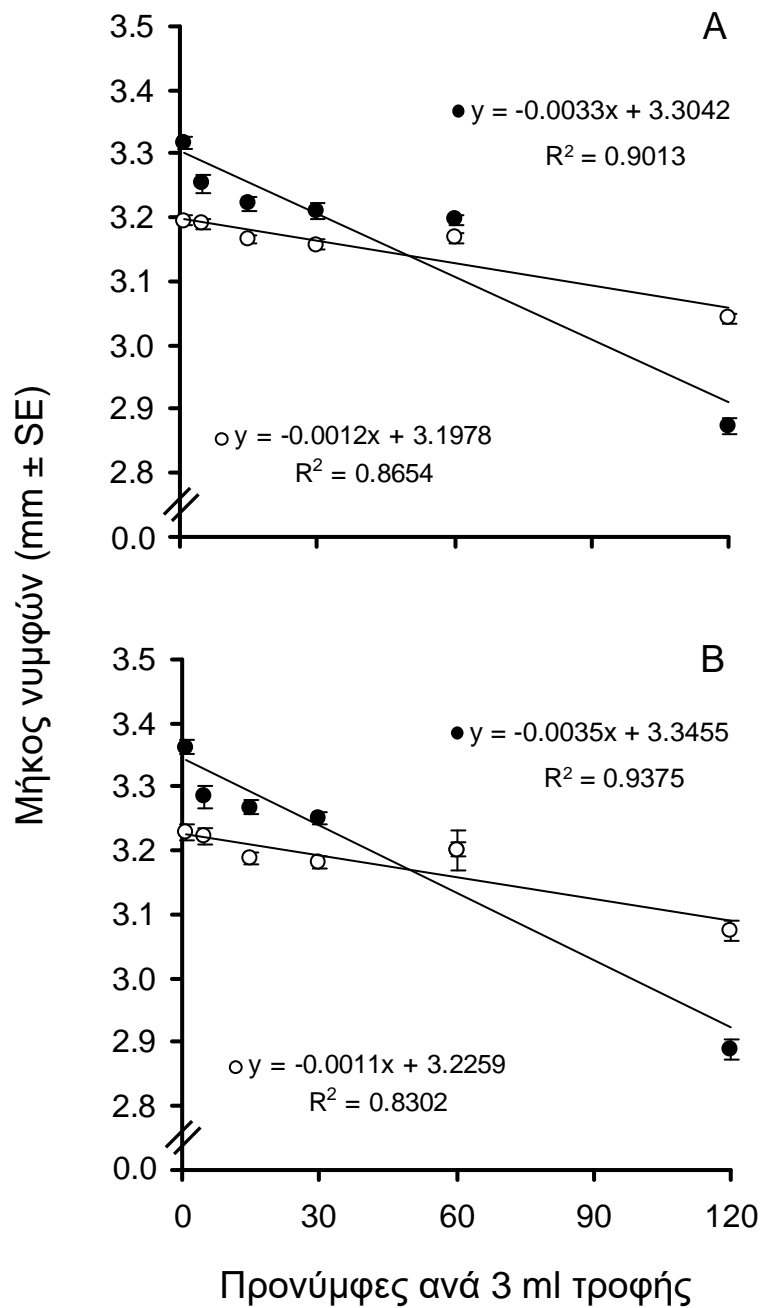 Μήκος νυμφών (mm ± SE)
A
3.5
3.4
3.3
3.2
3.1
3.0
2.9
2.8
0.0
y = -0.0033x + 3.3042
R² = 0.9013
y = -0.0012x + 3.1978
R² = 0.8654
B
3.5
3.4
3.3
3.2
3.1
3.0
2.9
2.8
0.0
y = -0.0035x + 3.3455
R² = 0.9375
y = -0.0011x + 3.2259
R² = 0.8302
0 30 60 90 120
Προνύμφες ανά 3 ml τροφής